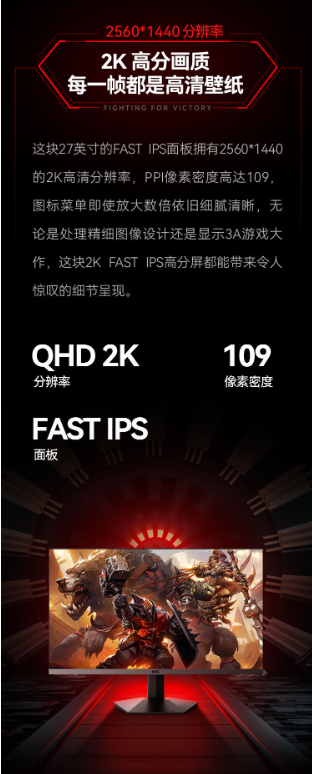 2560*1440 分辨率
2K 高分画质
每一帧都是高清壁纸
FIGHTING FOR VICTORY
这块27英寸的FAST IPS面板拥有2560*1440
的2K高清分辨率，PPI像素密度高达109，
图标菜单即使放大数倍依旧细腻清晰，无
论是处理精细图像设计还是显示3A游戏大
作，这块2K FAST IPS高分屏都能带来令人
惊叹的细节呈现。
QHD 2K
109
分辨率
像素密度
FAST IPS
面板